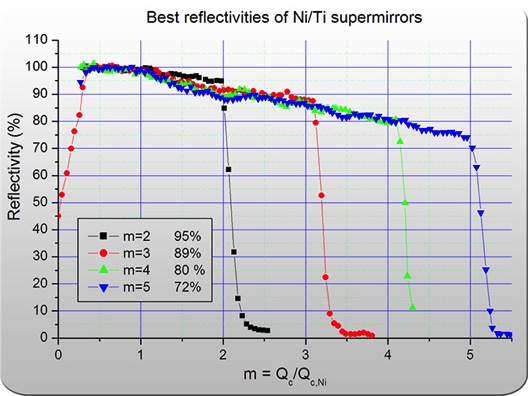 Best reflectivities of Ni/Ti supermirrors
110
100
90
80
70
60
50
40
30
20
10
0
Reflectivity (%)
m=2 95%
m=3 89%
m=4 80 %
m=5 72%
0 1 2 3 4 5
m = Qc/Qc,Ni